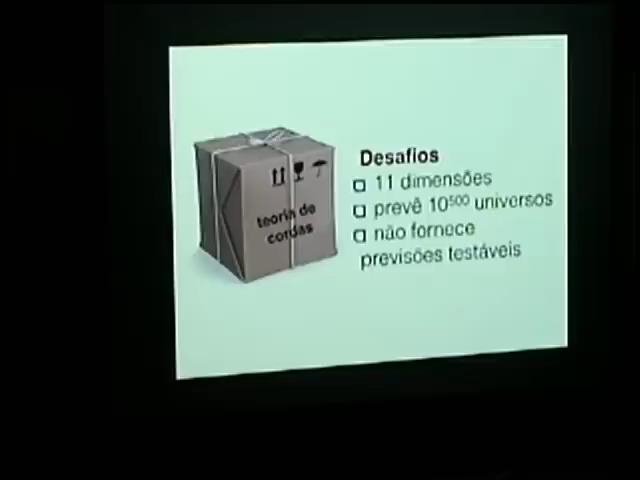 teoria de
cordas
Desafios
11 dimensões
prevê 10⁵⁰⁰ universos
não fornece
previsões testáveis